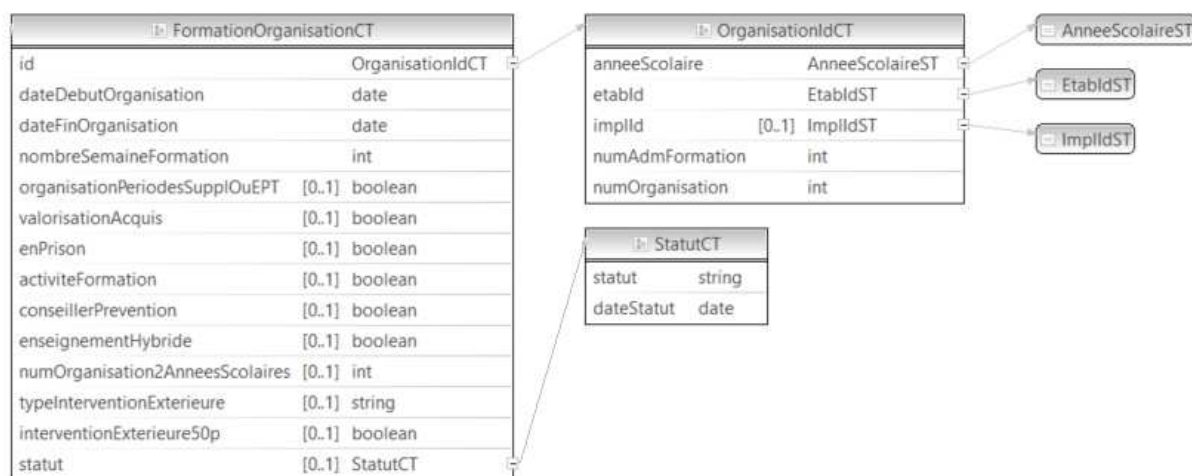 FormationOrganisationCT
id OrganisationIdCT
dateDebutOrganisation date
dateFinOrganisation date
nombreSemaineFormation int
organisationPeriodesSupplOuEPT [0..1] boolean
valorisationAcquis [0..1] boolean
enPrison [0..1] boolean
activiteFormation [0..1] boolean
conseillerPrevention [0..1] boolean
enseignementHybride [0..1] boolean
numOrganisation2AnneesScolaires [0..1] int
typeInterventionExterieure [0..1] string
interventionExterieure50p [0..1] boolean
statut [0..1] StatutCT
OrganisationIdCT
anneeScolaire AnneeScolaireST
etabId EtabIdST
implId [0..1] ImplIdST
numAdmFormation int
numOrganisation int
StatutCT
statut string
dateStatut date
AnneeScolaireST
EtabIdST
ImplIdST